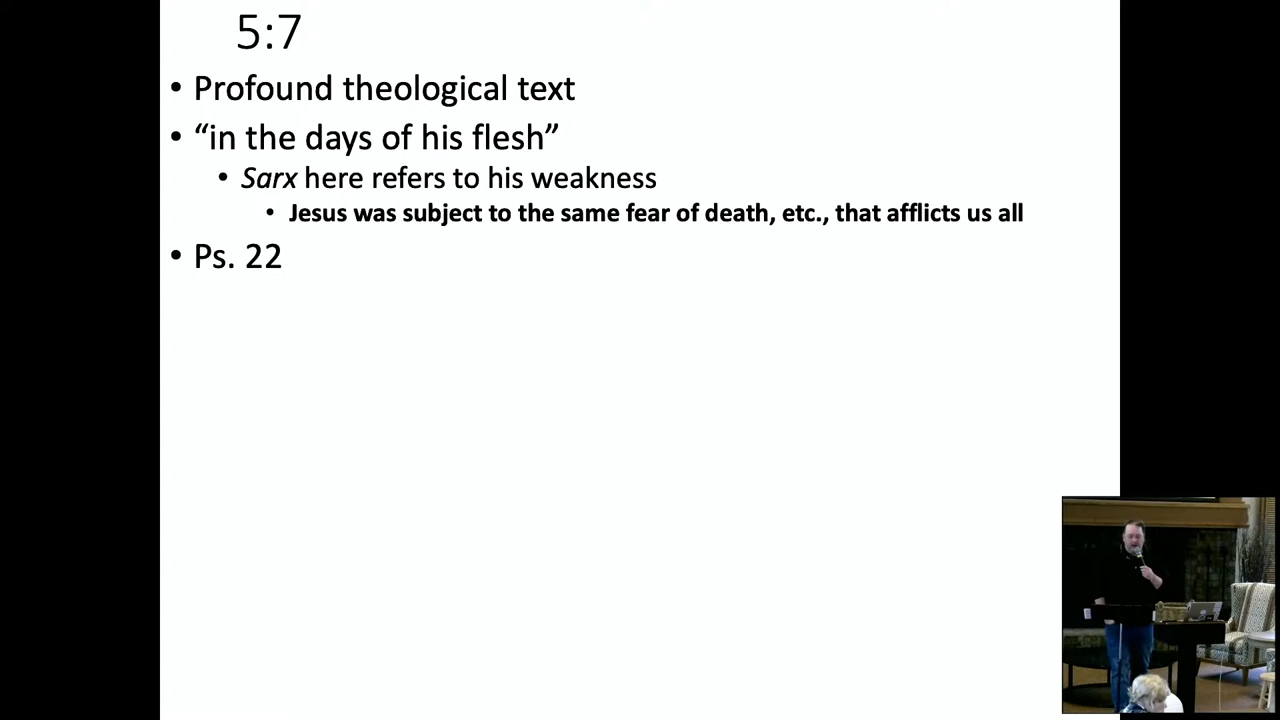 5:7
• Profound theological text
• “in the days of his flesh”
• Sarx here refers to his weakness
• Jesus was subject to the same fear of death, etc., that afflicts us all
• Ps. 22